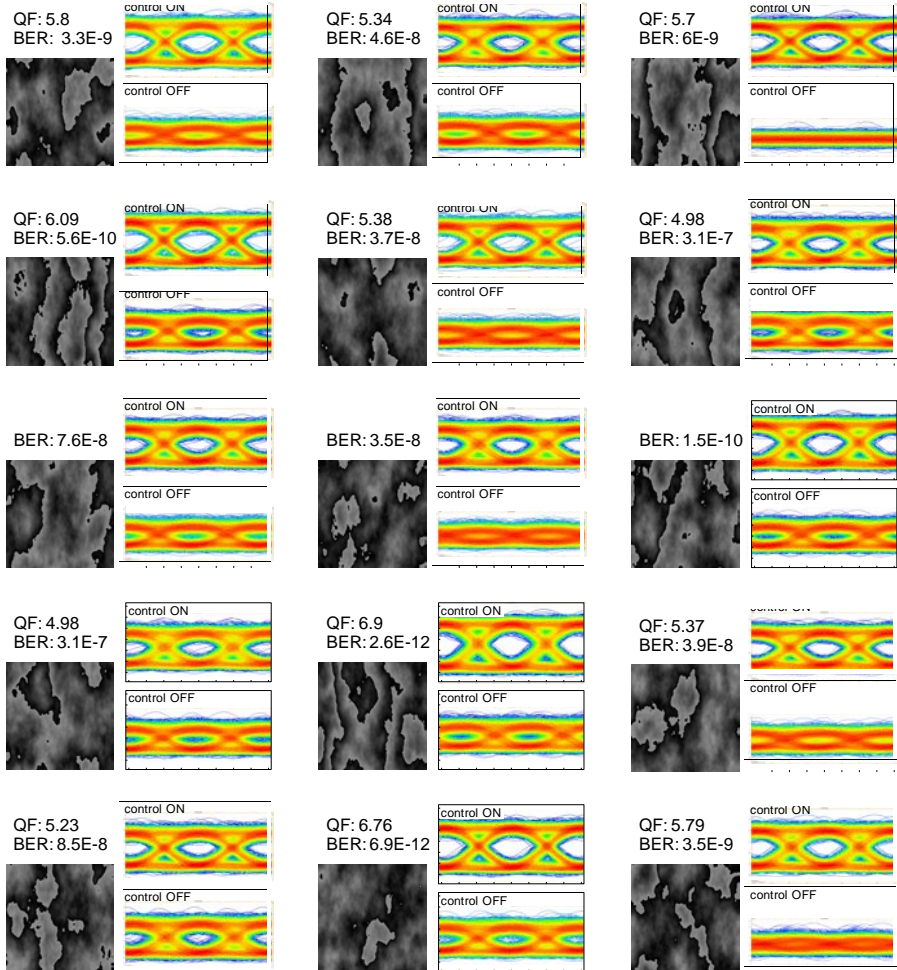 QF: 5.8
BER: 3.3E-9
control ON
control OFF
QF: 5.34
BER: 4.6E-8
control ON
control OFF
QF: 5.7
BER: 6E-9
control ON
control OFF
QF: 6.09
BER: 5.6E-10
control ON
control OFF
QF: 5.38
BER: 3.7E-8
control ON
control OFF
QF: 4.98
BER: 3.1E-7
control ON
control OFF
BER: 7.6E-8
control ON
control OFF
BER: 3.5E-8
control ON
control OFF
BER: 1.5E-10
control ON
control OFF
QF: 4.98
BER: 3.1E-7
control ON
control OFF
QF: 6.9
BER: 2.6E-12
control ON
control OFF
QF: 5.37
BER: 3.9E-8
control ON
control OFF
QF: 5.23
BER: 8.5E-8
control ON
control OFF
QF: 6.76
BER: 6.9E-12
control ON
control OFF
QF: 5.79
BER: 3.5E-9
control ON
control OFF